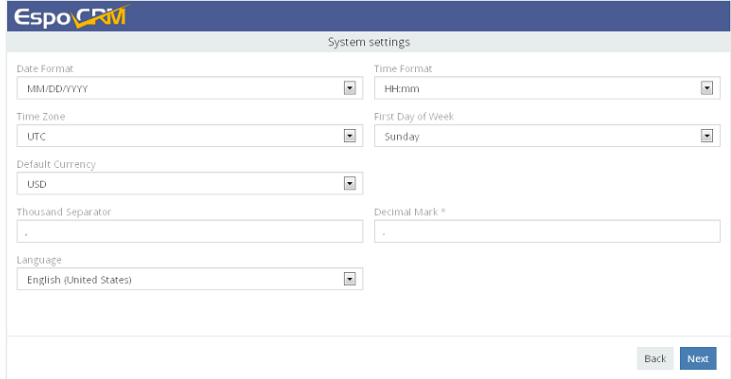 EspoCRM
System settings
Date Format
Time Format
MM/DD/YYYY
HH:mm
Time Zone
First Day of Week
UTC
Sunday
Default Currency
USD
Thousand Separator
Decimal Mark *
,
.
Language
English (United States)
Back
Next